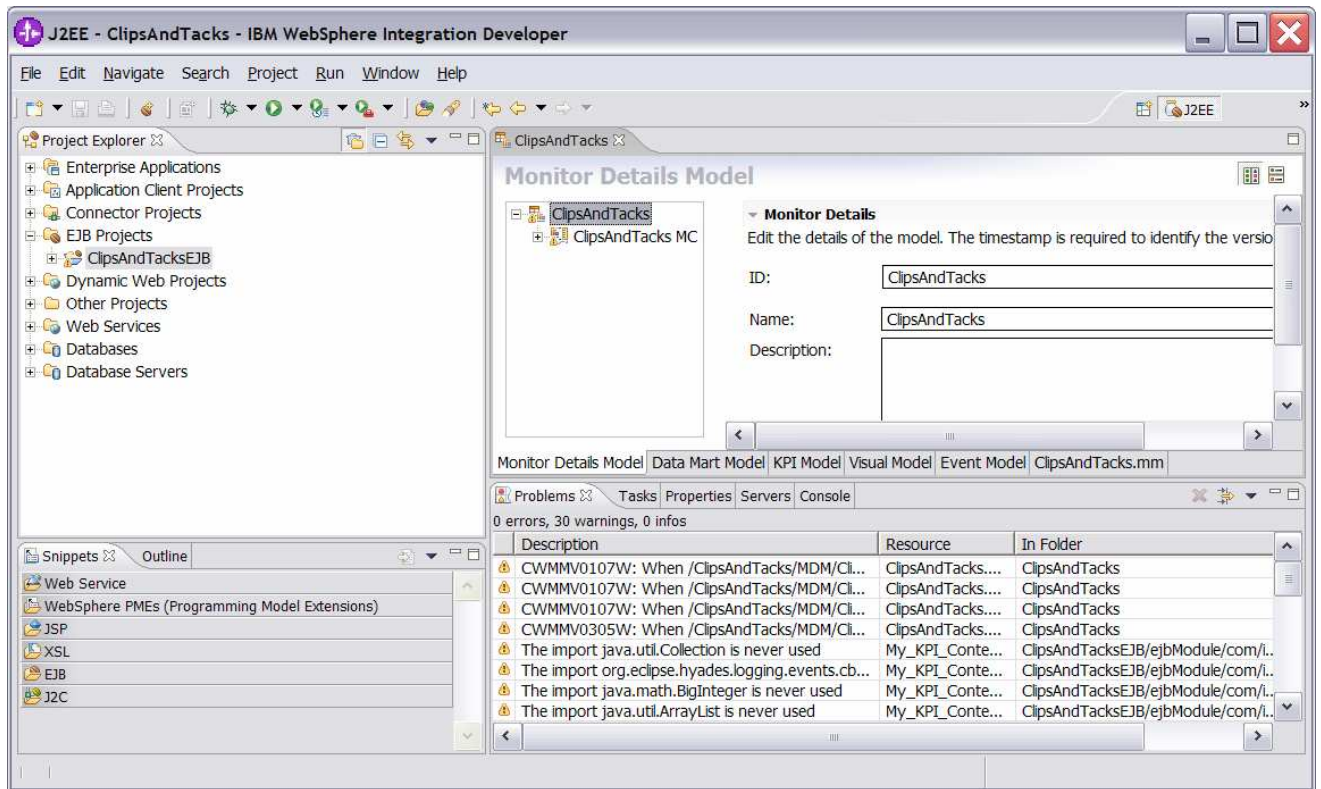 J2EE - ClipsAndTacks - IBM WebSphere Integration Developer
File Edit Navigate Search Project Run Window Help
J2EE
Project Explorer
Enterprise Applications
Application Client Projects
Connector Projects
EJB Projects
ClipsAndTacksEJB
Dynamic Web Projects
Other Projects
Web Services
Databases
Database Servers
ClipsAndTacks
Monitor Details Model
ClipsAndTacks
ClipsAndTacks MC
Monitor Details
Edit the details of the model. The timestamp is required to identify the versio
ID: ClipsAndTacks
Name: ClipsAndTacks
Description:
Monitor Details Model Data Mart Model KPI Model Visual Model Event Model ClipsAndTacks.mm
Snippets Outline
Web Service
WebSphere PMEs (Programming Model Extensions)
JSP
XSL
EJB
J2C
Problems Tasks Properties Servers Console
0 errors, 30 warnings, 0 infos
Description Resource In Folder
CWMMV0107W: When /ClipsAndTacks/MDM/Cli... ClipsAndTacks.... ClipsAndTacks
CWMMV0107W: When /ClipsAndTacks/MDM/Cli... ClipsAndTacks.... ClipsAndTacks
CWMMV0107W: When /ClipsAndTacks/MDM/Cli... ClipsAndTacks.... ClipsAndTacks
CWMMV0305W: When /ClipsAndTacks/MDM/Cli... ClipsAndTacks.... ClipsAndTacks
The import java.util.Collection is never used My_KPI_Conte... ClipsAndTacksEJB/ejbModule/com/i..
The import org.eclipse.hyades.logging.events.cb... My_KPI_Conte... ClipsAndTacksEJB/ejbModule/com/i..
The import java.math.BigInteger is never used My_KPI_Conte... ClipsAndTacksEJB/ejbModule/com/i..
The import java.util.ArrayList is never used My_KPI_Conte... ClipsAndTacksEJB/ejbModule/com/i..